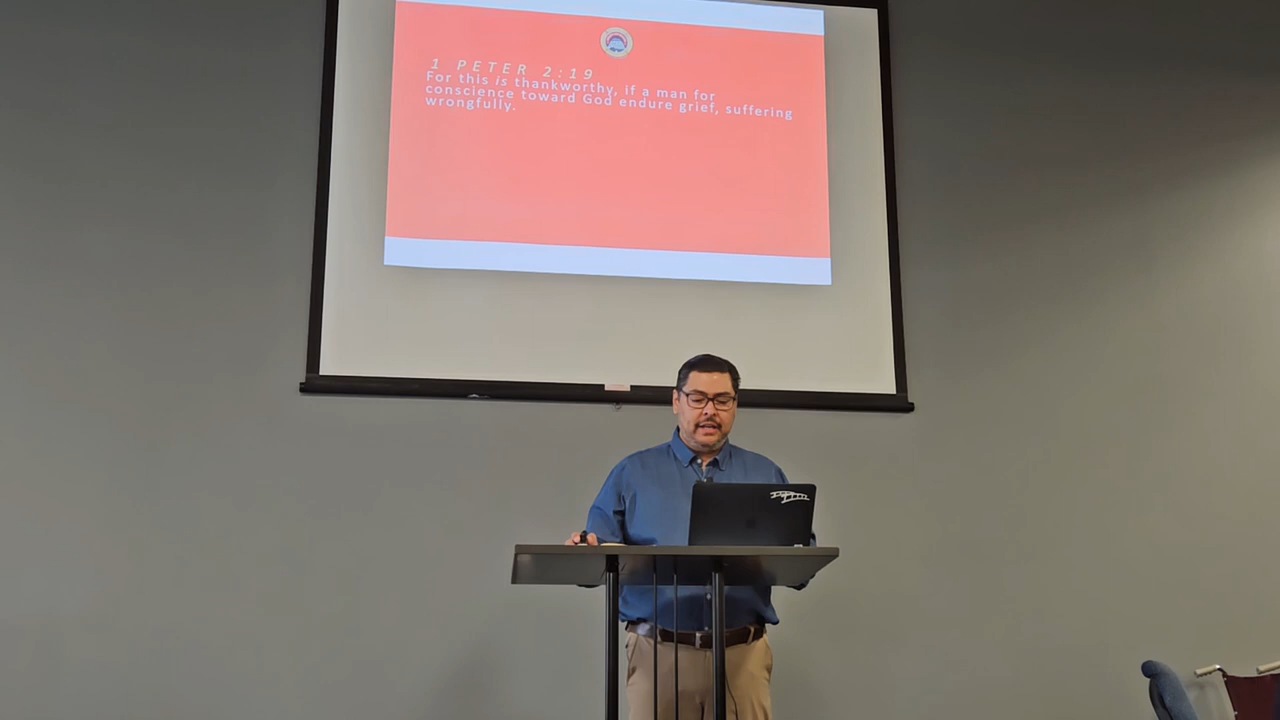 1 PETER 2:19
For this is thankworthy, if a man for
conscience toward God endure grief, suffering
wrongfully.